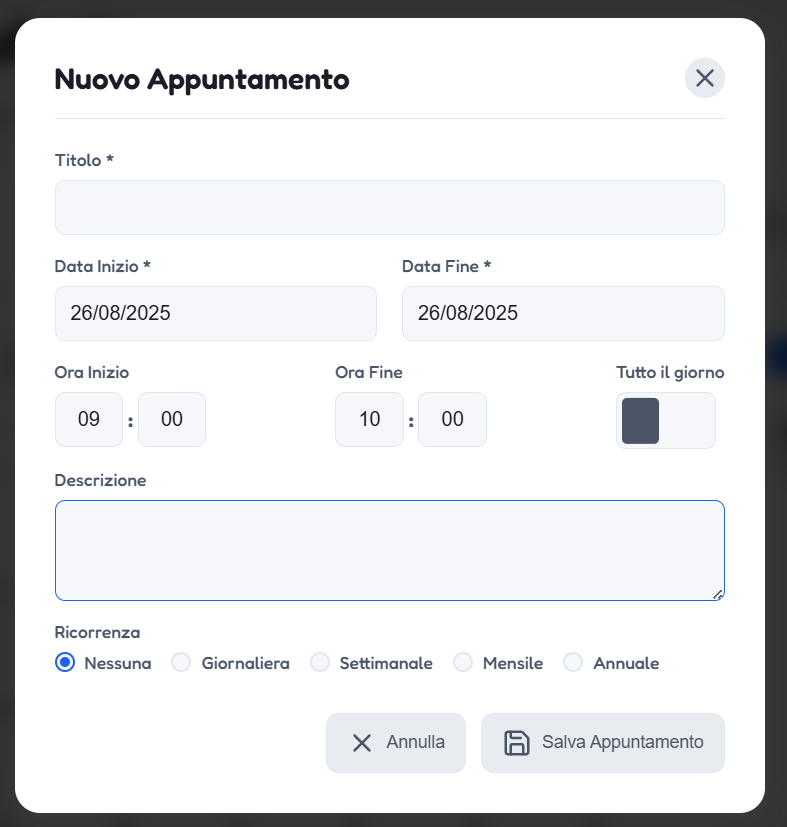 Nuovo Appuntamento
Titolo *
Data Inizio * Data Fine *
26/08/2025 26/08/2025
Ora Inizio Ora Fine Tutto il giorno
09 : 00 10 : 00
Descrizione
Ricorrenza
Nessuna Giornaliera Settimanale Mensile Annuale
Annulla Salva Appuntamento